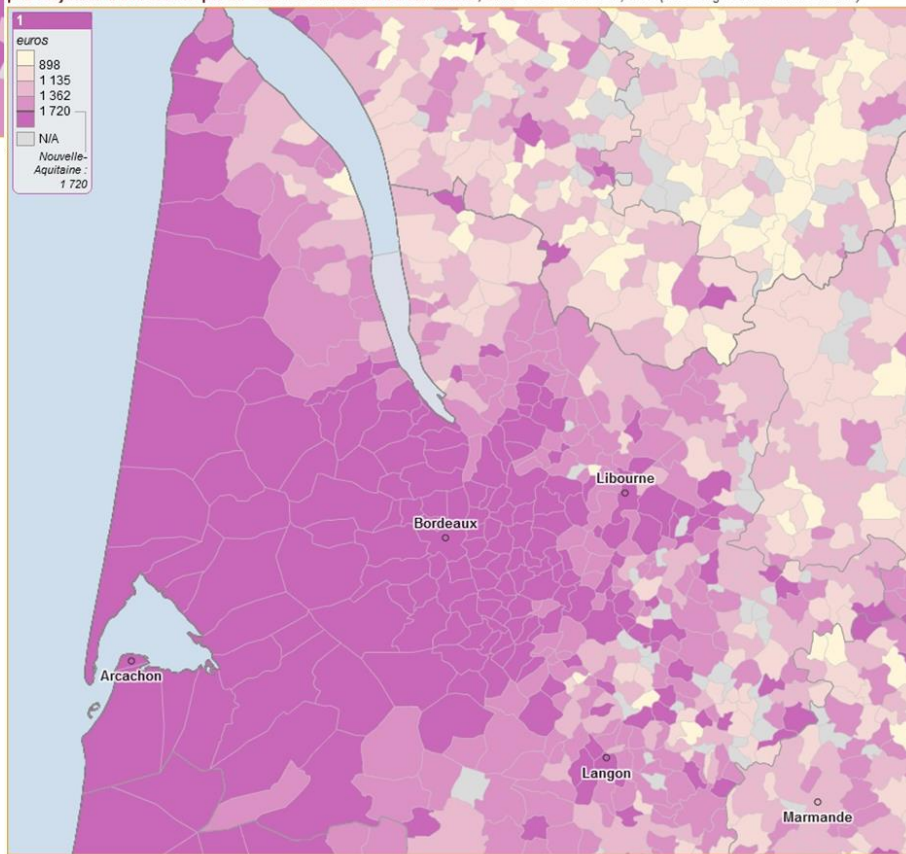 1
euros
898
1 135
1 362
1 720
N/A
Nouvelle-
Aquitaine :
1 720
Libourne
Bordeaux
Arcachon
Langon
Marmande